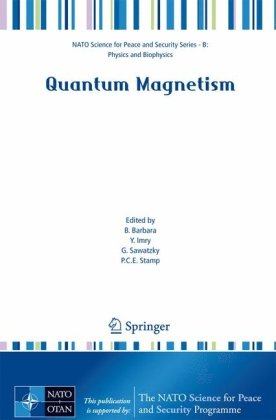 NATO Science for Peace and Security Series - B:
Physics and Biophysics
Quantum Magnetism
Edited by
B. Barbara
Y. Imry
G. Sawatzky
P.C.E. Stamp
Springer
NATO
OTAN
This publication
is supported by:
The NATO Science for Peace
and Security Programme